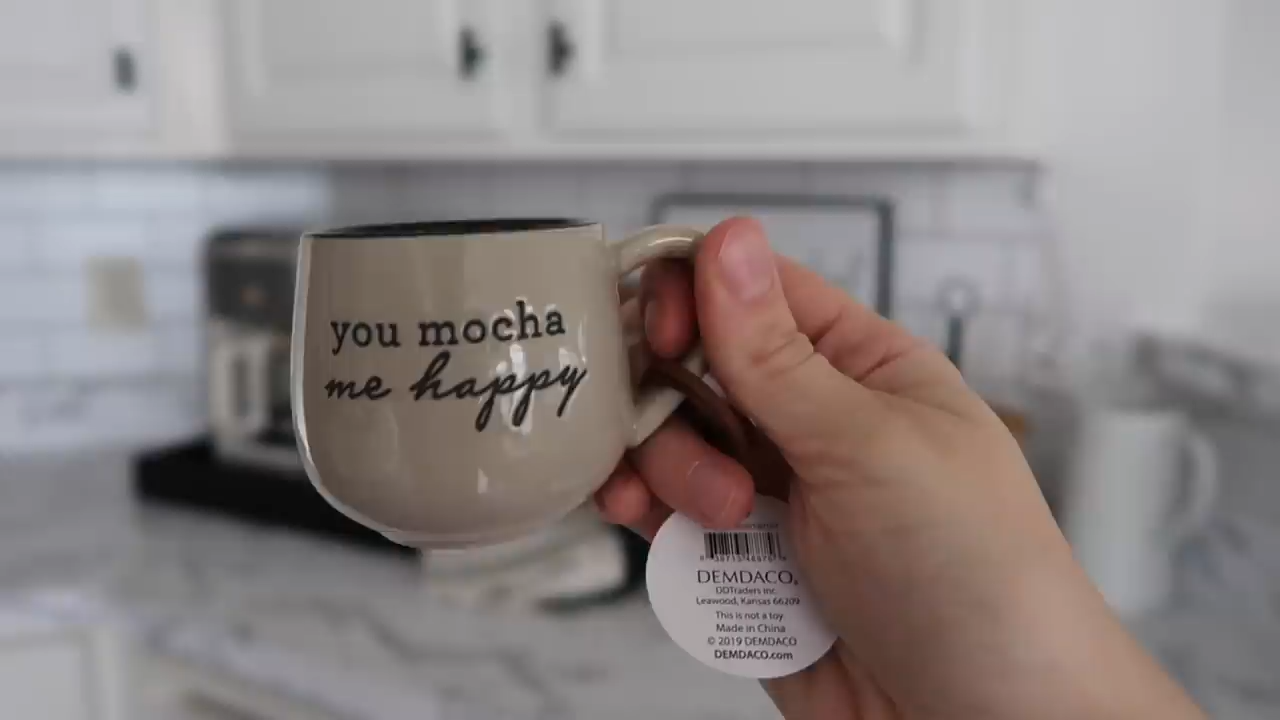 you mocha
me happy
DEMDACO®
DDTraders Inc.
Leawood, Kansas 66209
This is not a toy
Made in China
© 2019 DEMDACO
DEMDACO.com